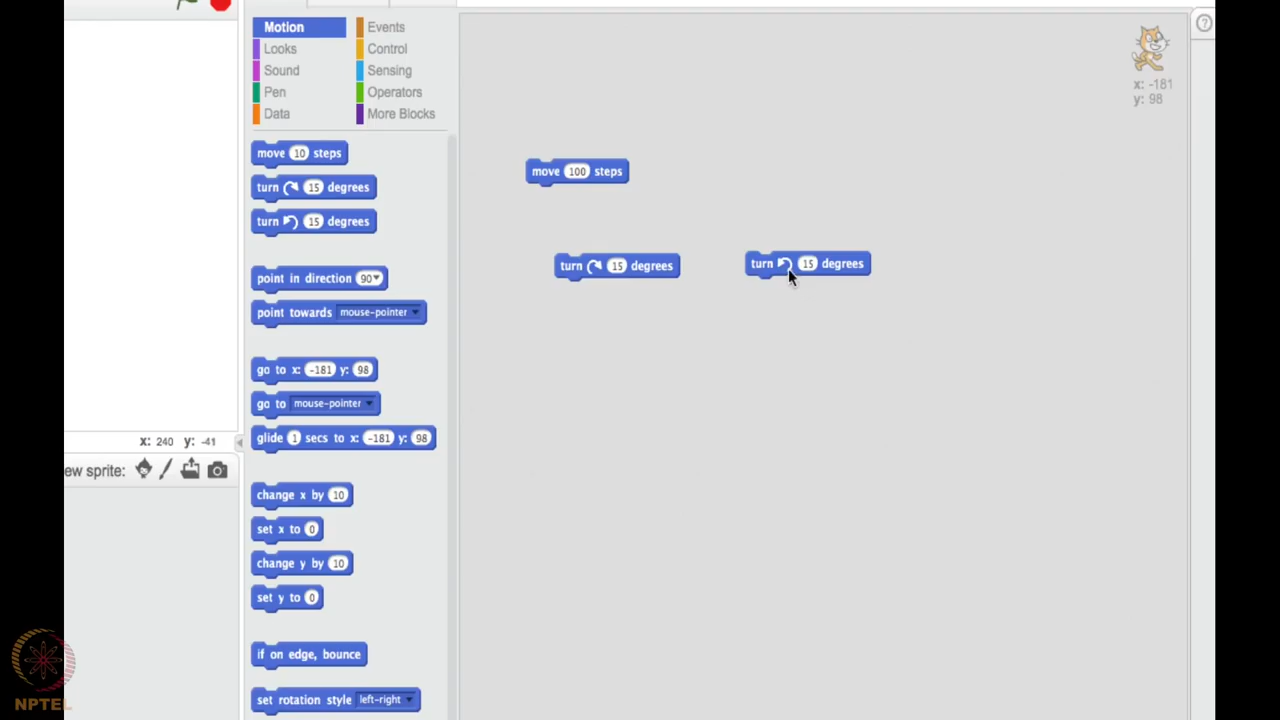 Motion
Events
Looks
Control
Sound
Sensing
Pen
Operators
Data
More Blocks
move 10 steps
turn 15 degrees
turn 15 degrees
point in direction 90
point towards mouse-pointer
go to x: -181 y: 98
go to mouse-pointer
glide 1 secs to x: -181 y: 98
change x by 10
set x to 0
change y by 10
set y to 0
if on edge, bounce
set rotation style left-right
move 100 steps
turn 15 degrees
turn 15 degrees
x: -181
y: 98
?
x: 240 y: -41
ew sprite:
NPTEL